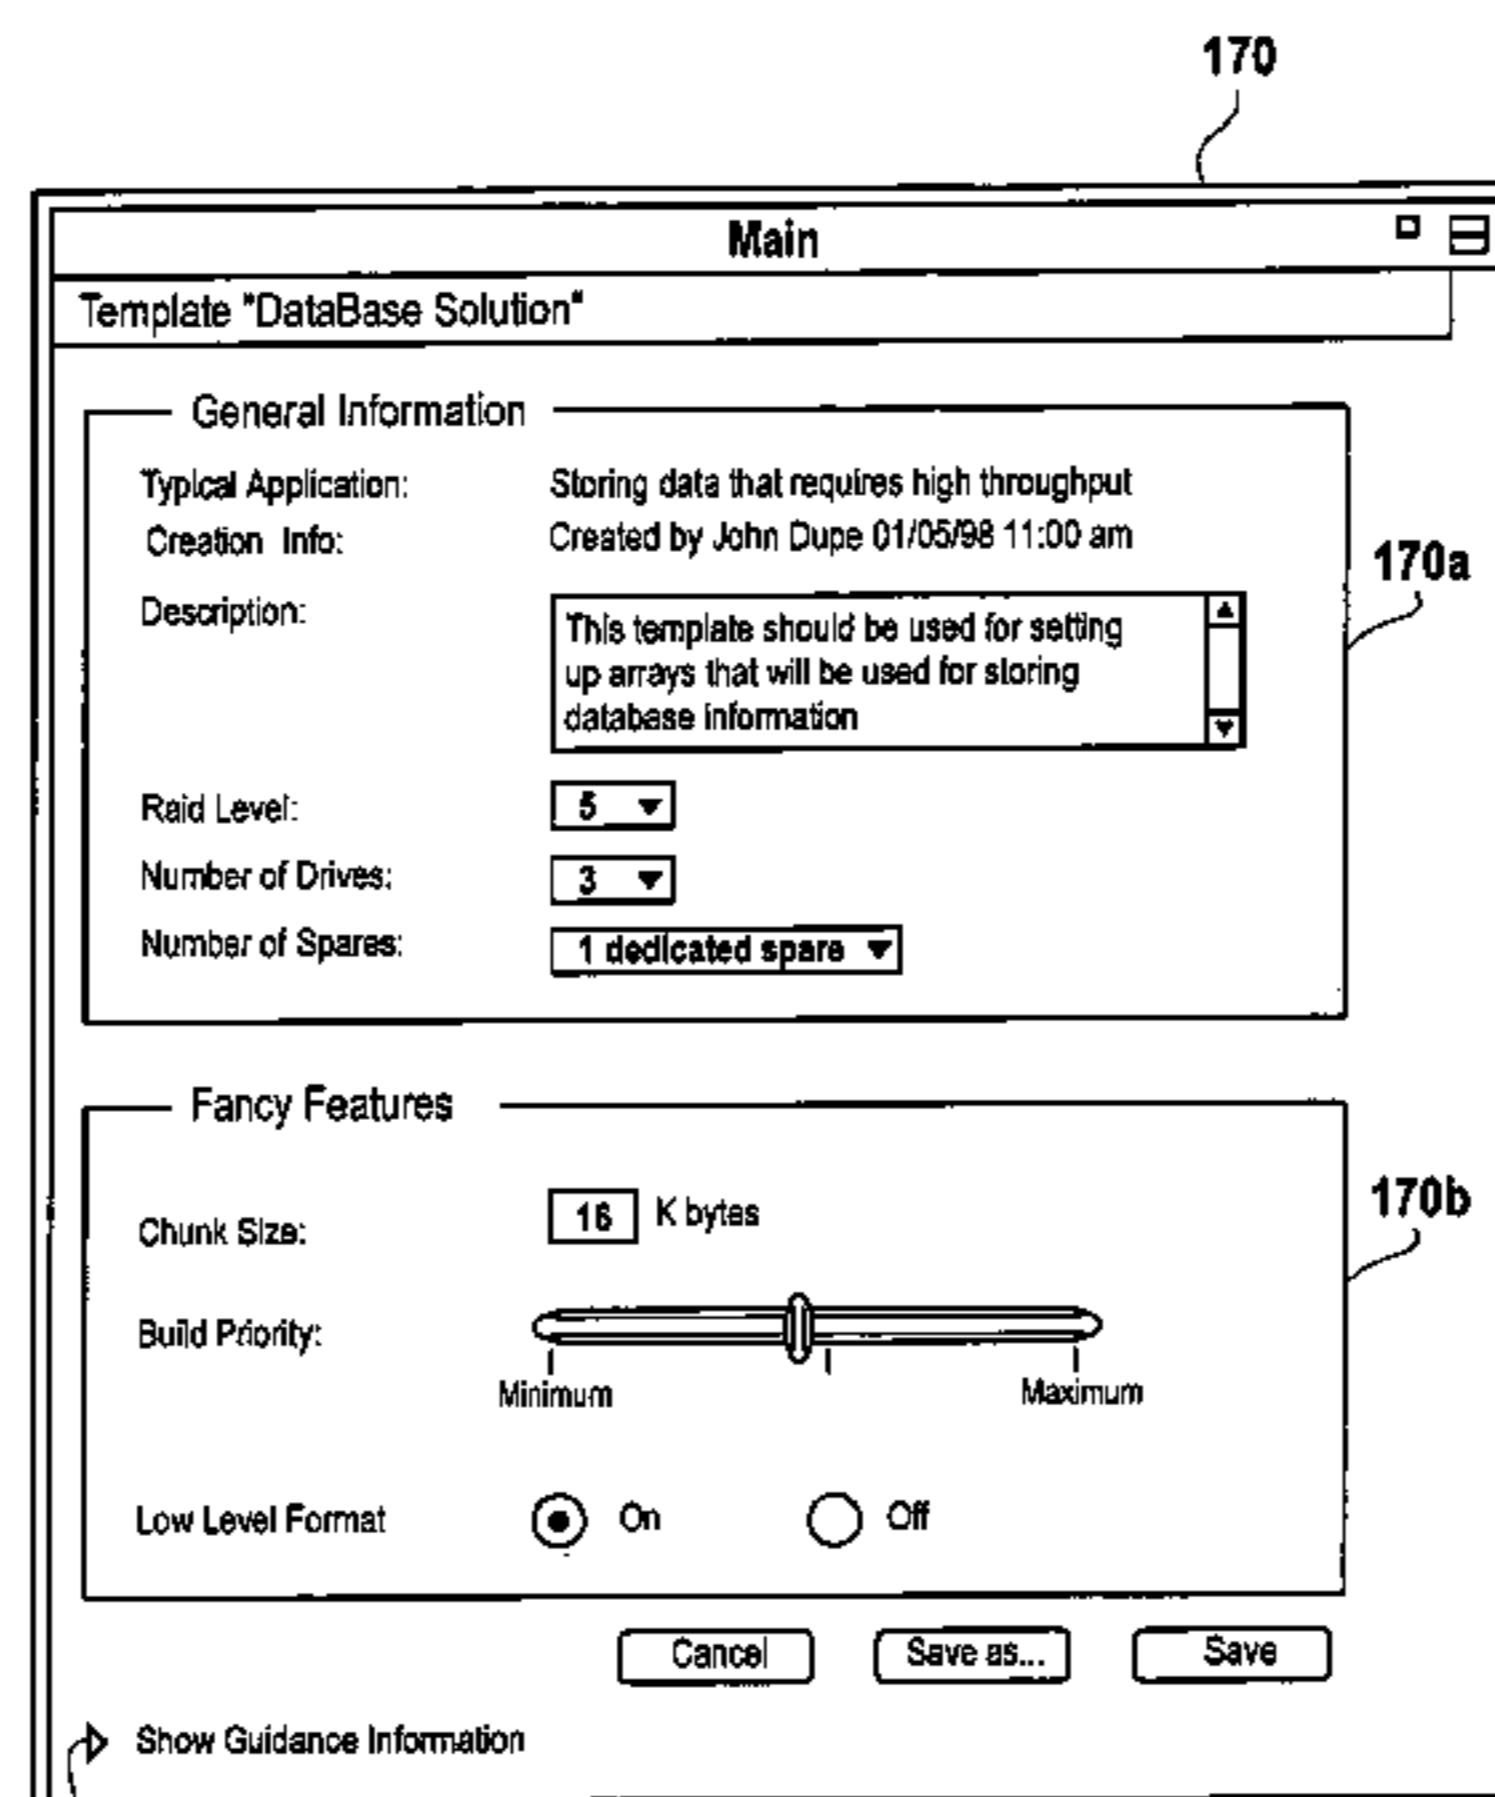 170
Main
Template "DataBase Solution"
General Information
Typical Application: Storing data that requires high throughput
Creation Info: Created by John Dupe 01/05/98 11:00 am
170a
Description: This template should be used for setting
up arrays that will be used for storing
database information
Raid Level: 5
Number of Drives: 3
Number of Spares: 1 dedicated spare
Fancy Features
170b
Chunk Size: 16 K bytes
Build Priority:
Minimum Maximum
Low Level Format On Off
Cancel Save as... Save
Show Guidance Information